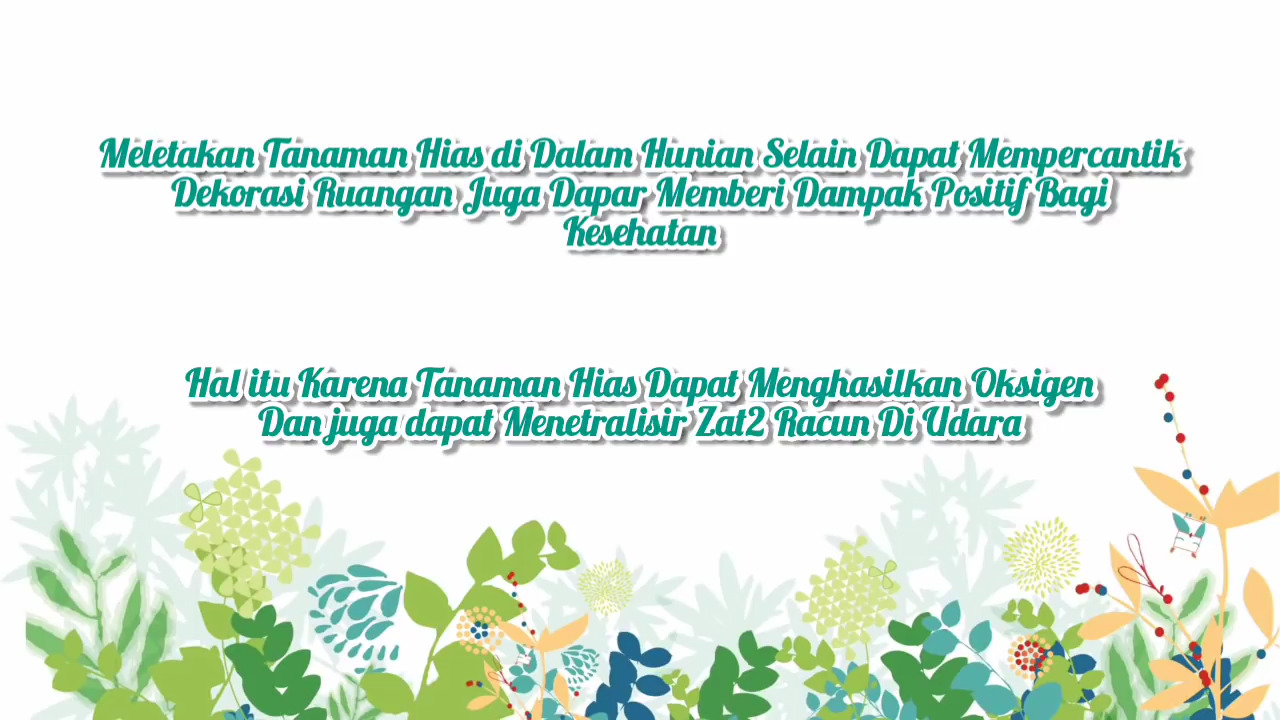 Meletakan Tanaman Hias di Dalam Hunian Selain Dapat Mempercantik
Dekorasi Ruangan Juga Dapar Memberi Dampak Positif Bagi
Kesehatan
Hal itu Karena Tanaman Hias Dapat Menghasilkan Oksigen
Dan juga dapat Menetralisir Zat2 Racun Di Udara